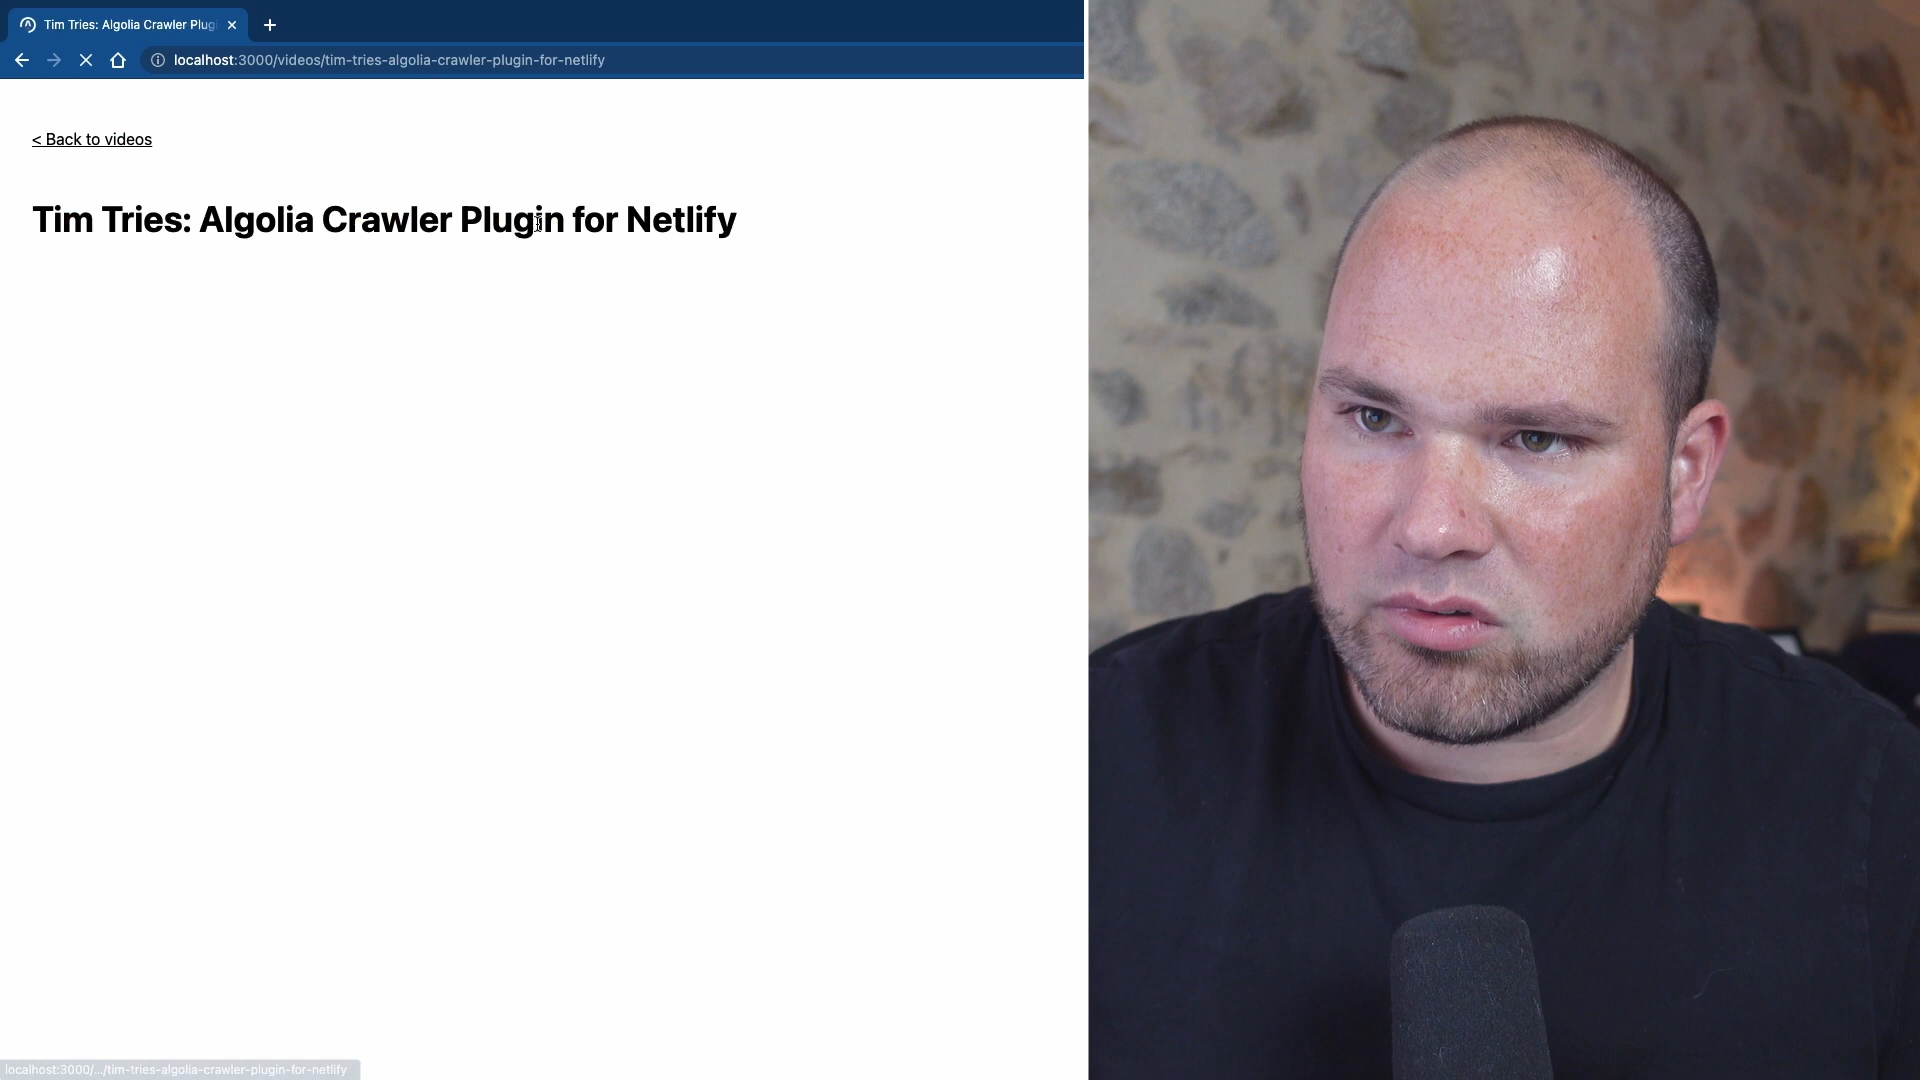 Tim Tries: Algolia Crawler Plug
localhost:3000/videos/tim-tries-algolia-crawler-plugin-for-netlify
< Back to videos
Tim Tries: Algolia Crawler Plugin for Netlify
localhost:3000/.../tim-tries-algolia-crawler-plugin-for-netlify